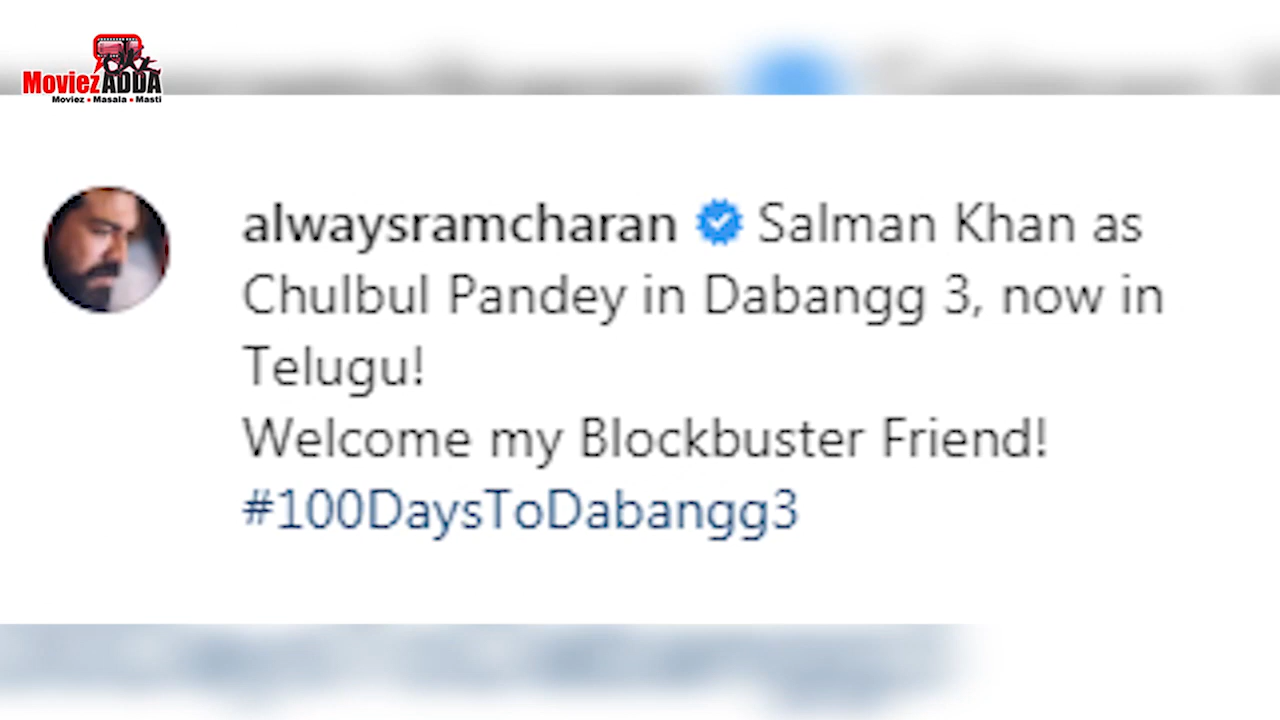 MoviezADDA
Moviez • Masala • Masti
alwaysramcharan Salman Khan as
Chulbul Pandey in Dabangg 3, now in
Telugu!
Welcome my Blockbuster Friend!
#100DaysToDabangg3